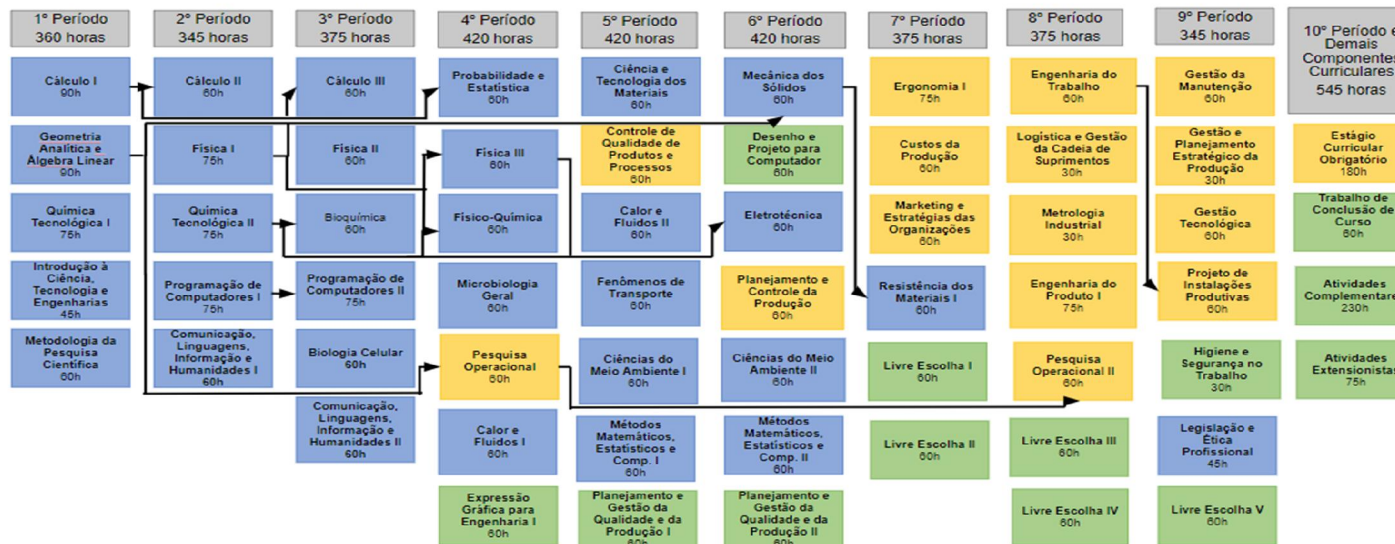 1º Período
360 horas
Cálculo I
90h
Geometria
Analítica e
Álgebra Linear
90h
Química
Tecnológica I
75h
Introdução à
Ciência,
Tecnologia e
Engenharias
45h
Metodologia da
Pesquisa
Científica
60h
2º Período
345 horas
Cálculo II
60h
Física I
75h
Química
Tecnológica II
75h
Programação de
Computadores I
75h
Comunicação,
Linguagens,
Informação e
Humanidades I
60h
3º Período
375 horas
Cálculo III
60h
Física II
60h
Bioquímica
60h
Programação de
Computadores II
75h
Biologia Celular
60h
Comunicação,
Linguagens,
Informação e
Humanidades II
60h
4º Período
420 horas
Probabilidade e
Estatística
60h
Física III
60h
Físico-Química
60h
Microbiologia
Geral
60h
Pesquisa
Operacional
60h
Calor e
Fluidos I
60h
Expressão
Gráfica para
Engenharia I
60h
5º Período
420 horas
Ciência e
Tecnologia dos
Materiais
60h
Controle de
Qualidade de
Produtos e
Processos
60h
Calor e
Fluidos II
60h
Fenômenos de
Transporte
60h
Ciências do
Meio Ambiente I
60h
Métodos
Matemáticos,
Estatísticos e
Comp. I
60h
Planejamento e
Gestão da
Qualidade e da
Produção I
60h
6º Período
420 horas
Mecânica dos
Sólidos
60h
Desenho e
Projeto para
Computador
60h
Eletrotécnica
60h
Planejamento e
Controle da
Produção
60h
Ciências do Meio
Ambiente II
60h
Métodos
Matemáticos,
Estatísticos e
Comp. II
60h
Planejamento e
Gestão da
Qualidade e da
Produção II
60h
7º Período
375 horas
Ergonomia I
75h
Custos da
Produção
60h
Marketing e
Estratégias das
Organizações
60h
Resistência dos
Materiais I
60h
Livre Escolha I
60h
Livre Escolha II
60h
8º Período
375 horas
Engenharia do
Trabalho
60h
Logística e Gestão
da Cadeia de
Suprimentos
30h
Metrologia
Industrial
30h
Engenharia do
Produto I
75h
Pesquisa
Operacional II
60h
Livre Escolha III
60h
Livre Escolha IV
60h
9º Período
345 horas
Gestão da
Manutenção
60h
Gestão e
Planejamento
Estratégico da
Produção
30h
Gestão
Tecnológica
60h
Projeto de
Instalações
Produtivas
60h
Higiene e
Segurança no
Trabalho
30h
Legislação e
Ética
Profissional
45h
Livre Escolha V
60h
10º Período e
Demais
Componentes
Curriculares
545 horas
Estágio
Curricular
Obrigatório
180h
Trabalho de
Conclusão de
Curso
60h
Atividades
Complementare
230h
Atividades
Extensionistas
75h